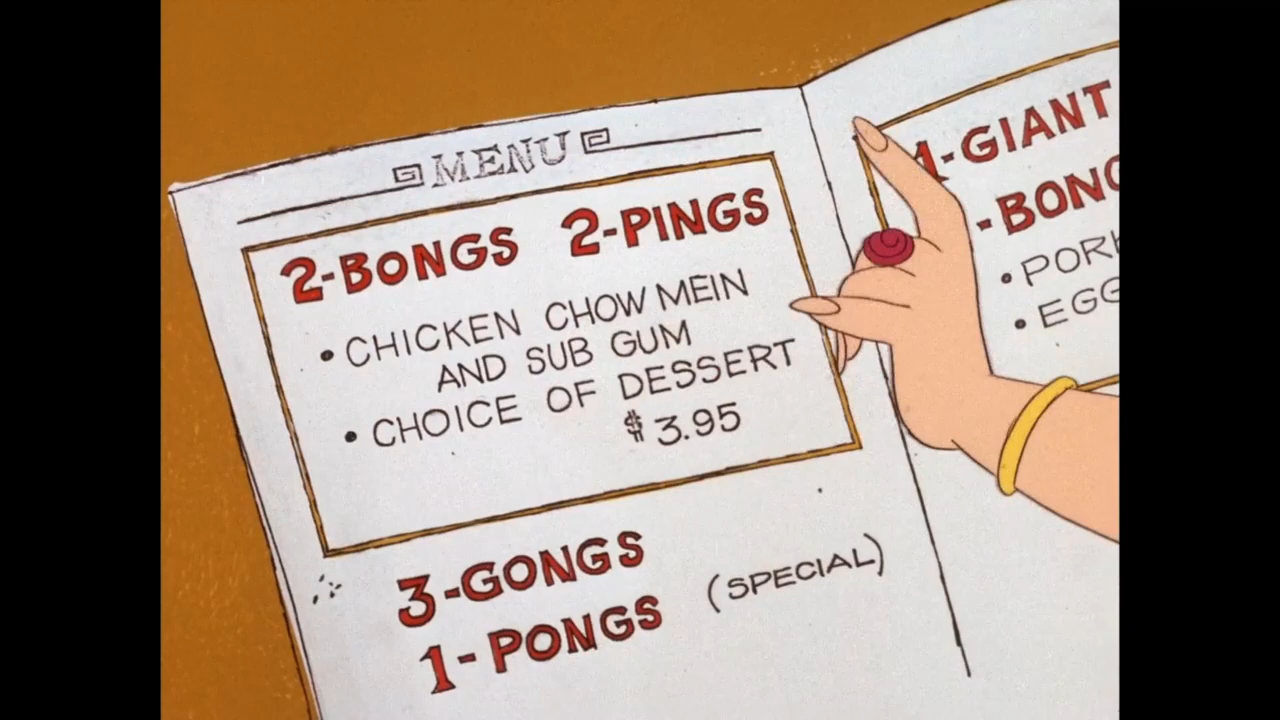 MENU
2-BONGS 2-PINGS
• CHICKEN CHOW MEIN
AND SUB GUM
• CHOICE OF DESSERT
$3.95
3-GONGS
1-PONGS (SPECIAL)
-GIANT
-BONG
• PORK
• EGG